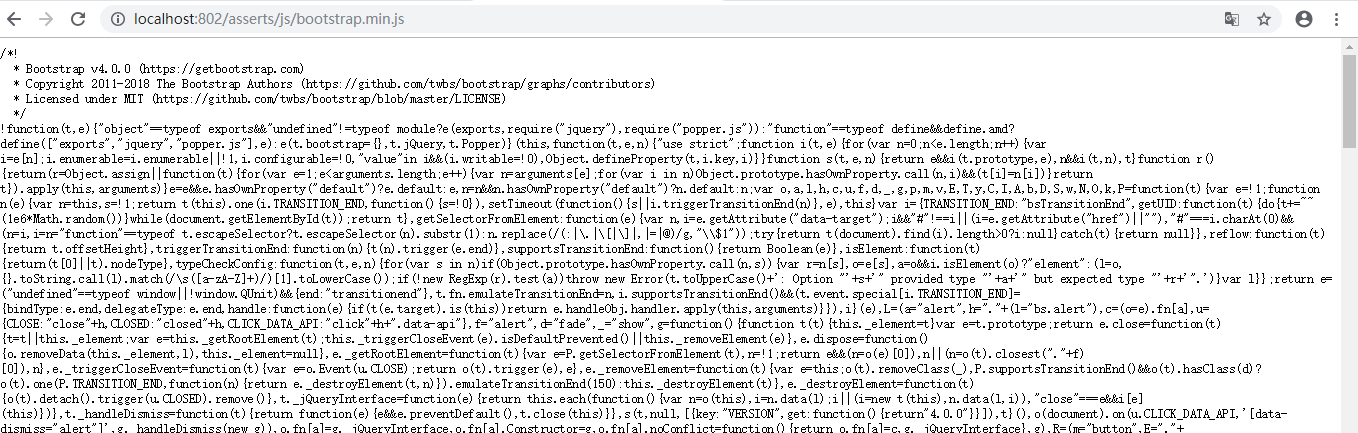 localhost:802/asserts/js/bootstrap.min.js
/*!
* Bootstrap v4.0.0 (https://getbootstrap.com)
* Copyright 2011-2018 The Bootstrap Authors (https://github.com/twbs/bootstrap/graphs/contributors)
* Licensed under MIT (https://github.com/twbs/bootstrap/blob/master/LICENSE)
*/
!function(t,e){"object"==typeof exports&&"undefined"!=typeof module?e(exports,require("jquery"),require("popper.js")):"function"==typeof define&&define.amd?
define(["exports","jquery","popper.js"],e):e(t.bootstrap={},t.jQuery,t.Popper)}(this,function(t,e,n){"use strict";function i(t,e){for(var n=0;n<e.length;n++){var
i=e[n];i.enumerable=i.enumerable||!1,i.configurable=!0,"value"in i&&(i.writable=!0),Object.defineProperty(t,i.key,i)}}function s(t,e,n){return e&&i(t.prototype,e),n&&i(t,n),t}function r()
{return(r=Object.assign||function(t){for(var e=1;e<arguments.length;e++){var n=arguments[e];for(var i in n)Object.prototype.hasOwnProperty.call(n,i)&&(t[i]=n[i])}return
t}).apply(this,arguments)}e=e&&e.hasOwnProperty("default")?e.default:e,n=n&&n.hasOwnProperty("default")?n.default:n;var o,a,l,h,c,u,f,d,_,g,p,m,v,E,T,y,C,I,A,b,D,S,w,N,O,k,P=function(t){var e=!1;function
n(e){var n=this,s=!1;return t(this).one(i.TRANSITION_END,function(){s=!0}),setTimeout(function(){s||i.triggerTransitionEnd(n)},e),this}var i={TRANSITION_END:"bsTransitionEnd",getUID:function(t){do{t+=~~
(1e6*Math.random())}while(document.getElementById(t));return t},getSelectorFromElement:function(e){var n,i=e.getAttribute("data-target");i&&"#"!==i||(i=e.getAttribute("href")||""),"#"===i.charAt(0)&&
(n=i,i=n="function"==typeof t.escapeSelector?t.escapeSelector(n).substr(1):n.replace(/(:|\.|\[|\]|,|=|@)/g,"\\$1"));try{return t(document).find(i).length>0?i:null}catch(t){return null}},reflow:function(t)
{return t.offsetHeight},triggerTransitionEnd:function(n){t(n).trigger(e.end)},supportsTransitionEnd:function(){return Boolean(e)},isElement:function(t)
{return(t[0]||t).nodeType},typeCheckConfig:function(t,e,n){for(var s in n)if(Object.prototype.hasOwnProperty.call(n,s)){var r=n[s],o=e[s],a=o&&i.isElement(o)?"element":(l=o,
{}.toString.call(l).match(/\s([a-zA-Z]+)/)[1].toLowerCase());if(!new RegExp(r).test(a))throw new Error(t.toUpperCase()+': Option "'+s+'" provided type "'+a+'" but expected type "'+r+'".')}var l}};return e=
("undefined"==typeof window||!window.QUnit)&&{end:"transitionend"},t.fn.emulateTransitionEnd=n,i.supportsTransitionEnd()&&(t.event.special[i.TRANSITION_END]=
{bindType:e.end,delegateType:e.end,handle:function(e){if(t(e.target).is(this))return e.handleObj.handler.apply(this,arguments)}}),i}(e),L=(a="alert",h="."+(l="bs.alert"),c=(o=e).fn[a],u=
{CLOSE:"close"+h,CLOSED:"closed"+h,CLICK_DATA_API:"click"+h+".data-api"},f="alert",d="fade",_="show",g=function(){function t(t){this._element=t}var e=t.prototype;return e.close=function(t)
{t=t||this._element;var e=this._getRootElement(t);this._triggerCloseEvent(e).isDefaultPrevented()||this._removeElement(e)},e.dispose=function()
{o.removeData(this._element,l),this._element=null},e._getRootElement=function(t){var e=P.getSelectorFromElement(t),n=!1;return e&&(n=o(e)[0]),n||(n=o(t).closest("."+f)
[0]),n},e._triggerCloseEvent=function(t){var e=o.Event(u.CLOSE);return o(t).trigger(e),e},e._removeElement=function(t){var e=this;o(t).removeClass(_),P.supportsTransitionEnd()&&o(t).hasClass(d)?
o(t).one(P.TRANSITION_END,function(n){return e._destroyElement(t,n)}).emulateTransitionEnd(150):this._destroyElement(t)},e._destroyElement=function(t)
{o(t).detach().trigger(u.CLOSED).remove()},t._jQueryInterface=function(e){return this.each(function(){var n=o(this),i=n.data(l);i||(i=new t(this),n.data(l,i)),"close"===e&&i[e]
(this)})},t._handleDismiss=function(t){return function(e){e&&e.preventDefault(),t.close(this)}},s(t,null,[{key:"VERSION",get:function(){return"4.0.0"}}]),t}(),o(document).on(u.CLICK_DATA_API,'[data-
dismiss="alert"]',g._handleDismiss(new g)),o.fn[a]=g._jQueryInterface,o.fn[a].Constructor=g,o.fn[a].noConflict=function(){return o.fn[a]=c,g._jQueryInterface},g),R=(m="button",E="."+